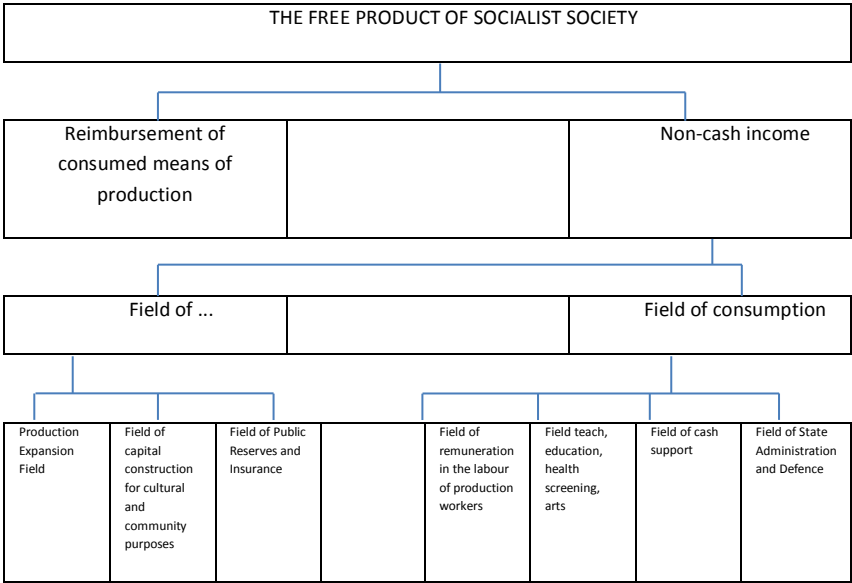 THE FREE PRODUCT OF SOCIALIST SOCIETY
Reimbursement of
consumed means of
production
Non-cash income
Field of ...
Field of consumption
Production
Expansion
Field
Field of
capital
construction
for cultural
and
community
purposes
Field of Public
Reserves and
Insurance
Field of
remuneration
in the labour
of production
workers
Field teach,
education,
health
screening,
arts
Field of cash
support
Field of State
Administration
and Defence